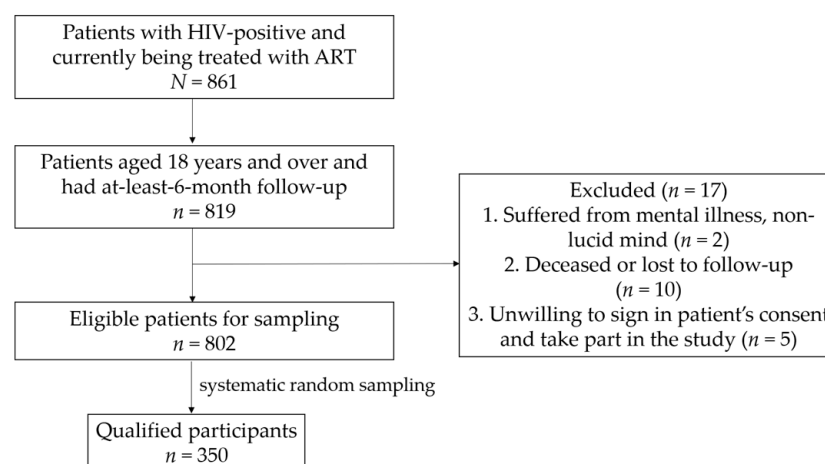 Patients with HIV-positive and
currently being treated with ART
N = 861
Patients aged 18 years and over and
had at-least-6-month follow-up
n = 819
Excluded (n = 17)
1. Suffered from mental illness, non-
lucid mind (n = 2)
2. Deceased or lost to follow-up
(n = 10)
3. Unwilling to sign in patient’s consent
and take part in the study (n = 5)
Eligible patients for sampling
n = 802
systematic random sampling
Qualified participants
n = 350